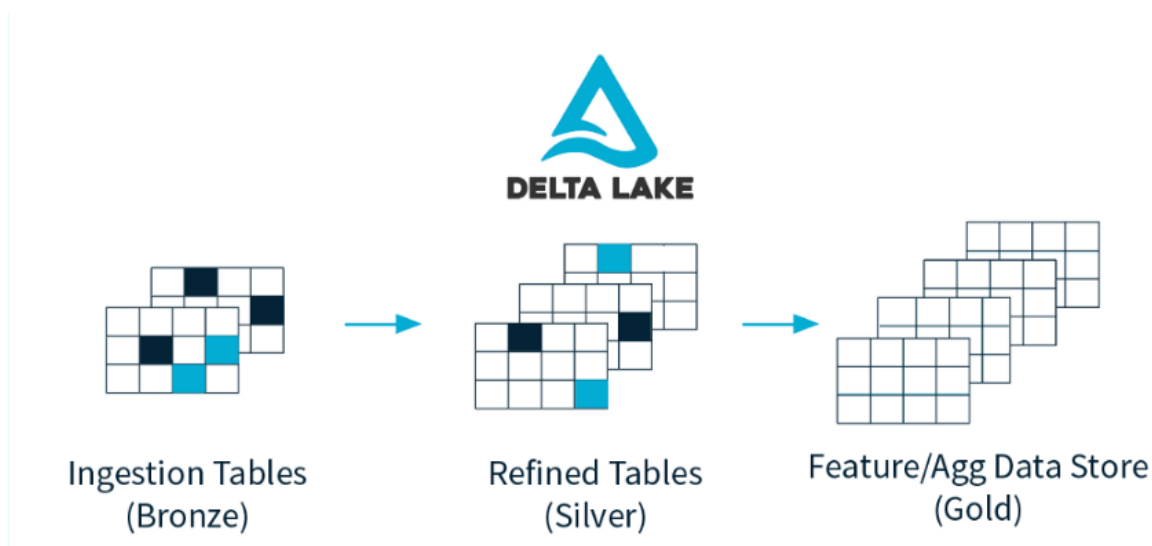 DELTA LAKE
Ingestion Tables
(Bronze)
Refined Tables
(Silver)
Feature/Agg Data Store
(Gold)